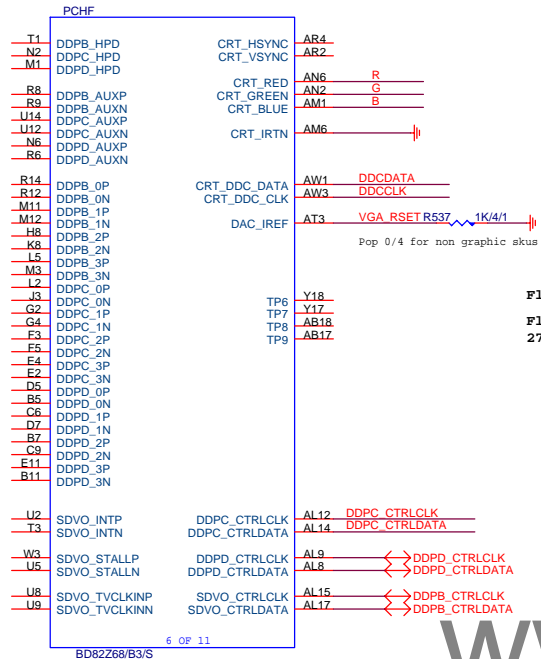 PCHF
T1 DDPB_HPD CRT_HSYNC AR4
N2 DDPC_HPD CRT_VSYNC AR2
M1 DDPD_HPD
CRT_RED AN6 R
R8 DDPB_AUXP CRT_GREEN AN2 G
R9 DDPB_AUXN CRT_BLUE AM1 B
U14 DDPC_AUXP
U12 DDPC_AUXN CRT_IRTN AM6
N6 DDPD_AUXP
R6 DDPD_AUXN
R14 DDPB_0P CRT_DDC_DATA AW1 DDCDATA
R12 DDPB_0N CRT_DDC_CLK AW3 DDCCLK
M11 DDPB_1P
M12 DDPB_1N DAC_IREF AT3 VGA_RSET R537 1K/4/1
H8 DDPB_2P
K8 DDPB_2N Pop 0/4 for non graphic skus
L5 DDPB_3P
M3 DDPB_3N
L2 DDPC_0P
J3 DDPC_0N TP6 Y18
G2 DDPC_1P TP7 Y17
G4 DDPC_1N TP8 AB18
F3 DDPC_2P TP9 AB17
F5 DDPC_2N
E4 DDPC_3P
E2 DDPC_3N
D5 DDPD_0P
B5 DDPD_0N
C6 DDPD_1P
D7 DDPD_1N
B7 DDPD_2P
C9 DDPD_2N
E11 DDPD_3P
B11 DDPD_3N
U2 SDVO_INTP DDPC_CTRLCLK AL12 DDPC_CTRLCLK
T3 SDVO_INTN DDPC_CTRLDATA AL14 DDPC_CTRLDATA
W3 SDVO_STALLP DDPD_CTRLCLK AL9 DDPD_CTRLCLK
U5 SDVO_STALLN DDPD_CTRLDATA AL8 DDPD_CTRLDATA
U8 SDVO_TVCLKINP SDVO_CTRLCLK AL15 DDPB_CTRLCLK
U9 SDVO_TVCLKINN SDVO_CTRLDATA AL17 DDPB_CTRLDATA
6 OF 11
BD82Z68/B3/S